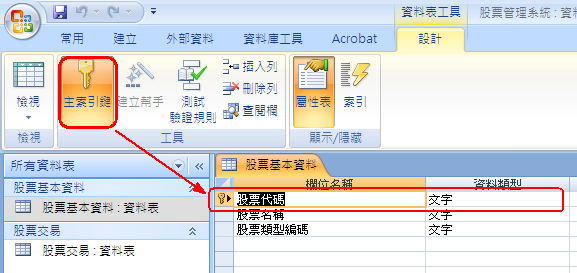 資料表工具
股票管理系統 : 資料
常用
建立
外部資料
資料庫工具
Acrobat
設計
檢視
主索引鍵
建立幫手
測試
驗證規則
插入列
刪除列
查閱欄
屬性表
索引
檢視
工具
顯示/隱藏
所有資料表
股票基本資料
股票基本資料 : 資料表
股票交易
股票交易 : 資料表
股票基本資料
欄位名稱
資料類型
股票代碼
文字
股票名稱
文字
股票類型編碼
文字